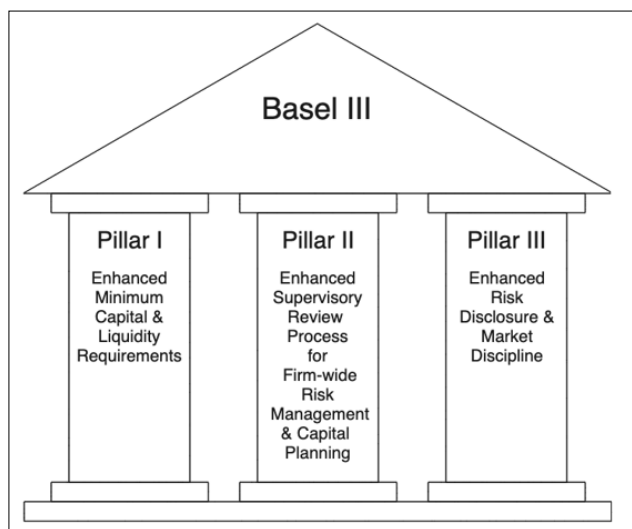 Basel III
Pillar I
Enhanced
Minimum
Capital &
Liquidity
Requirements
Pillar II
Enhanced
Supervisory
Review
Process
for
Firm-wide
Risk
Management
& Capital
Planning
Pillar III
Enhanced
Risk
Disclosure &
Market
Discipline